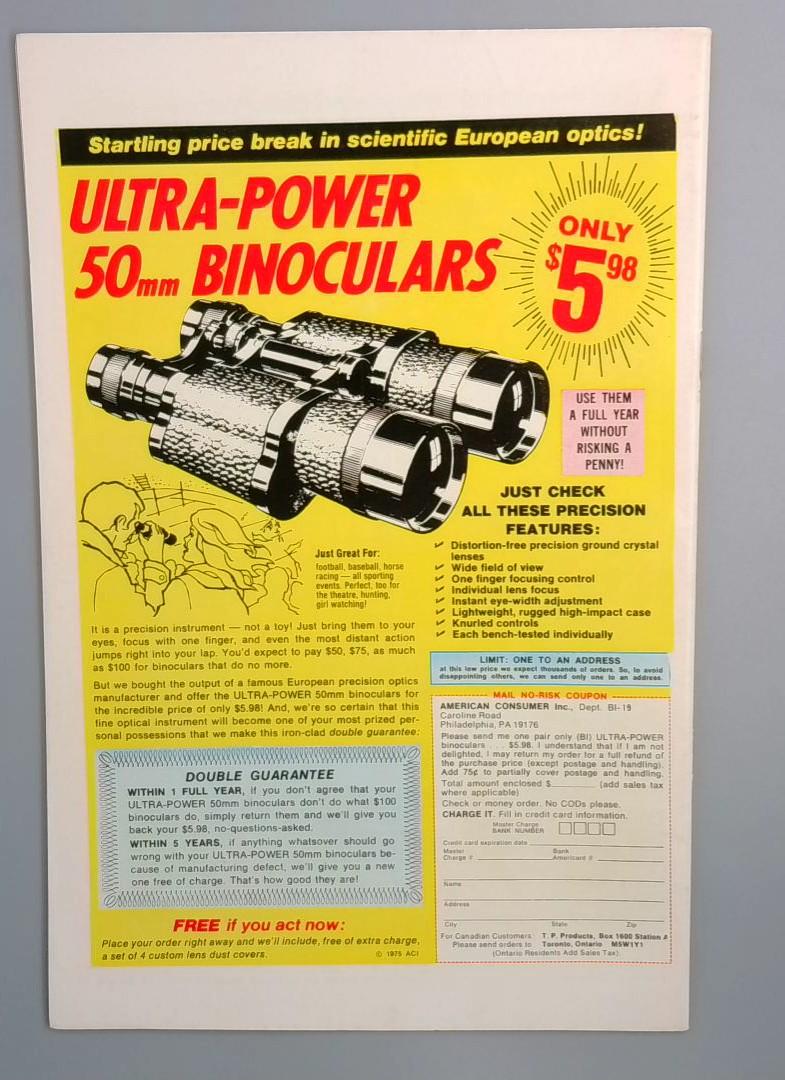 Startling price break in scientific European optics!
ULTRA-POWER
50mm BINOCULARS
ONLY
$5 98
USE THEM
A FULL YEAR
WITHOUT
RISKING A
PENNY!
JUST CHECK
ALL THESE PRECISION
FEATURES:
✓ Distortion-free precision ground crystal
lenses
✓ Wide field of view
✓ One finger focusing control
✓ Individual lens focus
✓ Instant eye-width adjustment
✓ Lightweight, rugged high-impact case
✓ Knurled controls
✓ Each bench-tested individually
Just Great For:
football, baseball, horse
racing — all sporting
events. Perfect, too for
the theatre, hunting,
girl watching!
It is a precision instrument — not a toy! Just bring them to your
eyes, focus with one finger, and even the most distant action
jumps right into your lap. You'd expect to pay $50, $75, as much
as $100 for binoculars that do no more.
But we bought the output of a famous European precision optics
manufacturer and offer the ULTRA-POWER 50mm binoculars for
the incredible price of only $5.98! And, we're so certain that this
fine optical instrument will become one of your most prized per-
sonal possessions that we make this iron-clad double guarantee:
DOUBLE GUARANTEE
WITHIN 1 FULL YEAR, if you don't agree that your
ULTRA-POWER 50mm binoculars don't do what $100
binoculars do, simply return them and we'll give you
back your $5.98, no-questions-asked.
WITHIN 5 YEARS, if anything whatsoever should go
wrong with your ULTRA-POWER 50mm binoculars be-
cause of manufacturing defect, we'll give you a new
one free of charge. That's how good they are!
FREE if you act now:
Place your order right away and we'll include, free of extra charge,
a set of 4 custom lens dust covers.
© 1975 ACI
LIMIT: ONE TO AN ADDRESS
at this low price we expect thousands of orders. So, to avoid
disappointing others, we can send only one to an address.
MAIL NO-RISK COUPON
AMERICAN CONSUMER Inc., Dept. BI-19
Caroline Road
Philadelphia, PA 19176
Please send me one pair only (BI) ULTRA-POWER
binoculars . . . $5.98. I understand that if I am not
delighted, I may return my order for a full refund of
the purchase price (except postage and handling).
Add 75¢ to partially cover postage and handling.
Total amount enclosed $______ (add sales tax
where applicable)
Check or money order. No CODs please.
CHARGE IT. Fill in credit card information.
Master Charge
BANK NUMBER
Credit card expiration date
Master Bank
Charge # Americard #
Name
Address
City State Zip
For Canadian Customers T. P. Products, Box 1600 Station A
Please send orders to Toronto, Ontario M5W1Y1
(Ontario Residents Add Sales Tax)